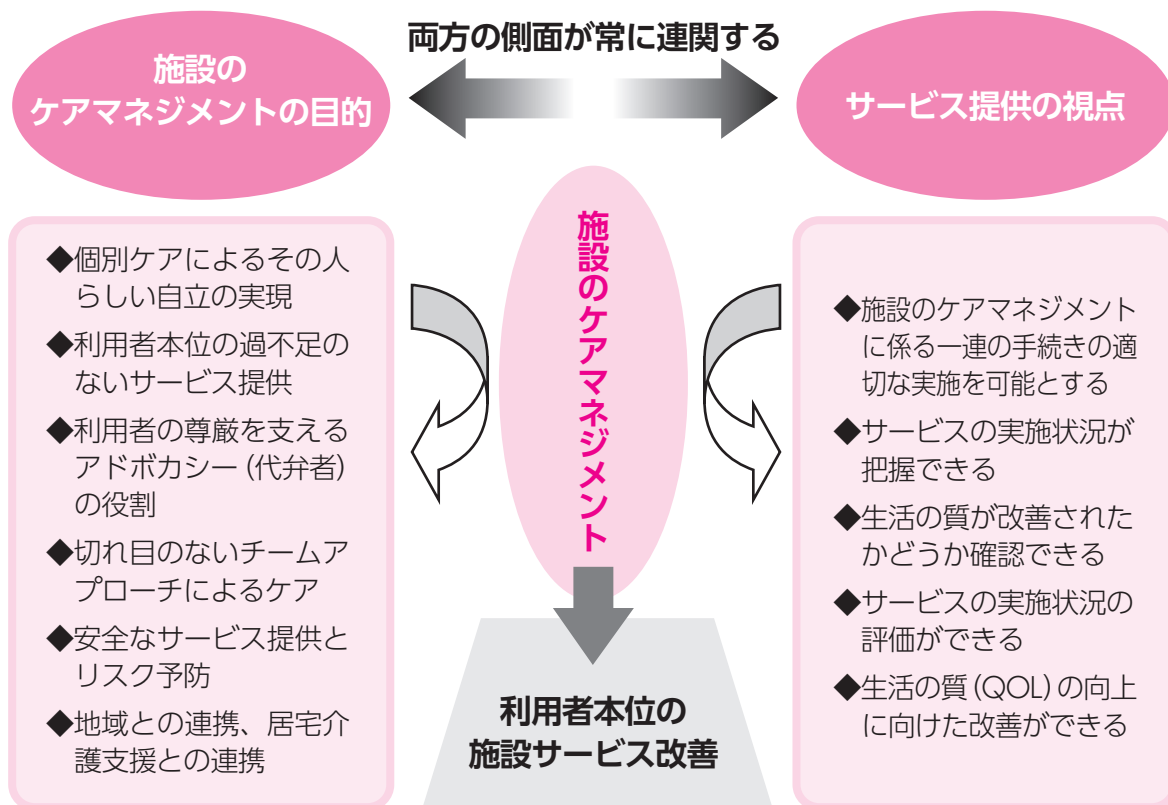 両方の側面が常に連関する
施設の
ケアマネジメントの目的
サービス提供の視点
◆個別ケアによるその人
らしい自立の実現
◆利用者本位の過不足の
ないサービス提供
◆利用者の尊厳を支える
アドボカシー(代弁者)
の役割
◆切れ目のないチームア
プローチによるケア
◆安全なサービス提供と
リスク予防
◆地域との連携、居宅介
護支援との連携
施設のケアマネジメント
利用者本位の
施設サービス改善
◆施設のケアマネジメント
に係る一連の手続きの適
切な実施を可能とする
◆サービスの実施状況が
把握できる
◆生活の質が改善された
かどうか確認できる
◆サービスの実施状況の
評価ができる
◆生活の質(QOL)の向上
に向けた改善ができる